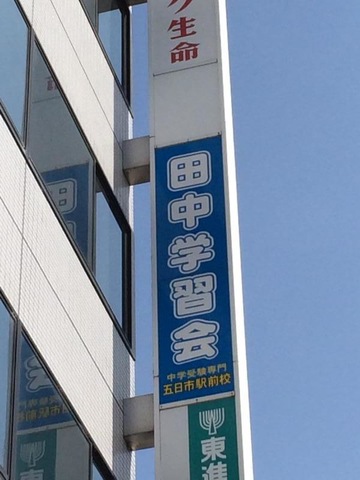 生命
田中学習会
中学受験専門
五日市駅前校
東進